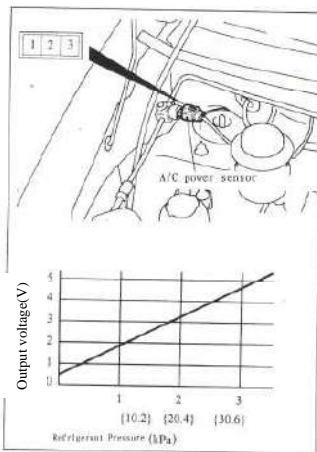 1 2 3
A/C power sensor
Output voltage(V)
5
4
3
2
1
0
1 2 3
{10.2} {20.4} {30.6}
Refrigerant Pressure (kPa)